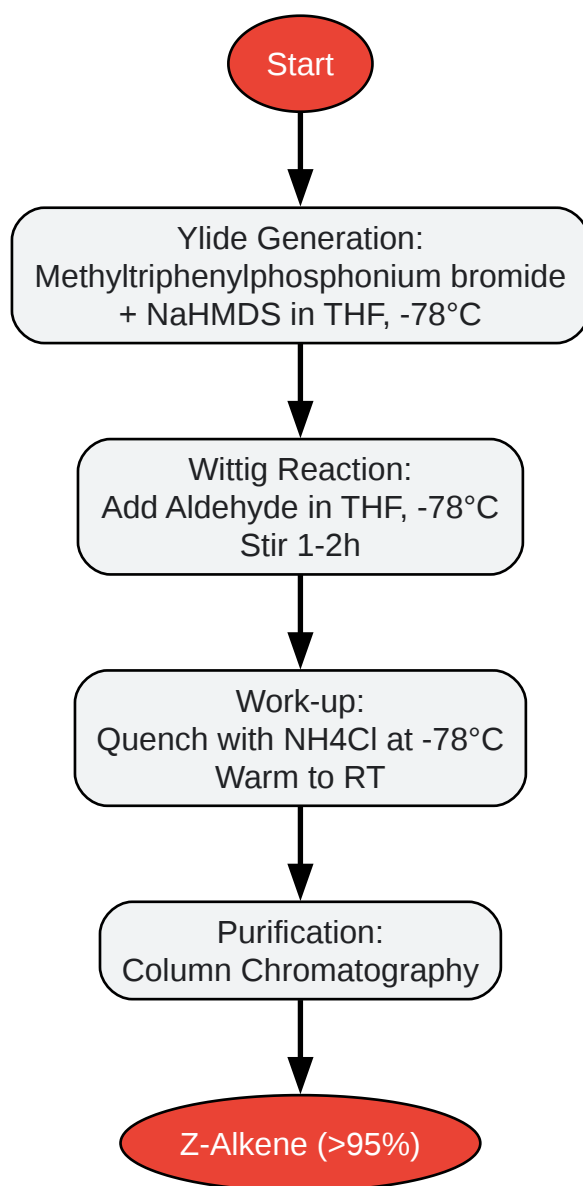 Start
Ylide Generation:
Methyltriphenylphosphonium bromide
+ NaHMDS in THF, -78°C
Wittig Reaction:
Add Aldehyde in THF, -78°C
Stir 1-2h
Work-up:
Quench with NH4Cl at -78°C
Warm to RT
Purification:
Column Chromatography
Z-Alkene (>95%)